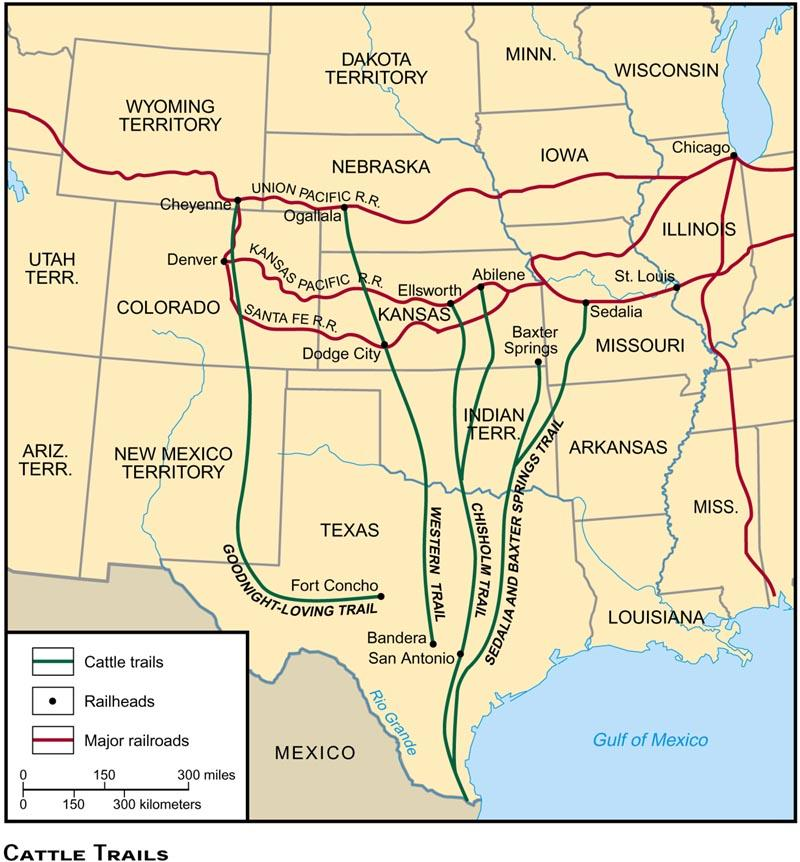 MINN.
DAKOTA
TERRITORY
WISCONSIN
WYOMING
TERRITORY
Chicago
IOWA
NEBRASKA
UNION PACIFIC R.R.
Cheyenne
Ogallala
ILLINOIS
UTAH
TERR.
Denver
KANSAS PACIFIC R.R.
Abilene
St. Louis
Ellsworth
COLORADO
SANTA FE R.R.
KANSAS
Sedalia
Dodge City
Baxter
Springs
MISSOURI
INDIAN
TERR.
ARKANSAS
ARIZ.
TERR.
NEW MEXICO
TERRITORY
MISS.
TEXAS
WESTERN TRAIL
CHISHOLM TRAIL
SEDALIA AND BAXTER SPRINGS TRAIL
GOODNIGHT-LOVING TRAIL
Fort Concho
LOUISIANA
Bandera
San Antonio
Rio Grande
MEXICO
Gulf of Mexico
Cattle trails
Railheads
Major railroads
0 150 300 miles
0 150 300 kilometers
CATTLE TRAILS